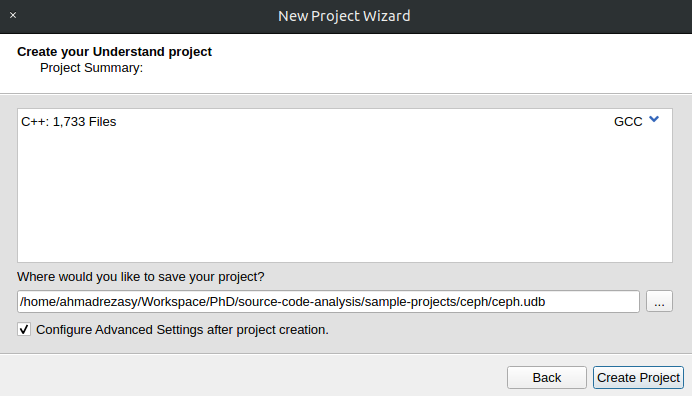 × New Project Wizard
Create your Understand project
Project Summary:
C++: 1,733 Files GCC
Where would you like to save your project?
/home/ahmadrezasy/Workspace/PhD/source-code-analysis/sample-projects/ceph/ceph.udb ...
Configure Advanced Settings after project creation.
Back Create Project